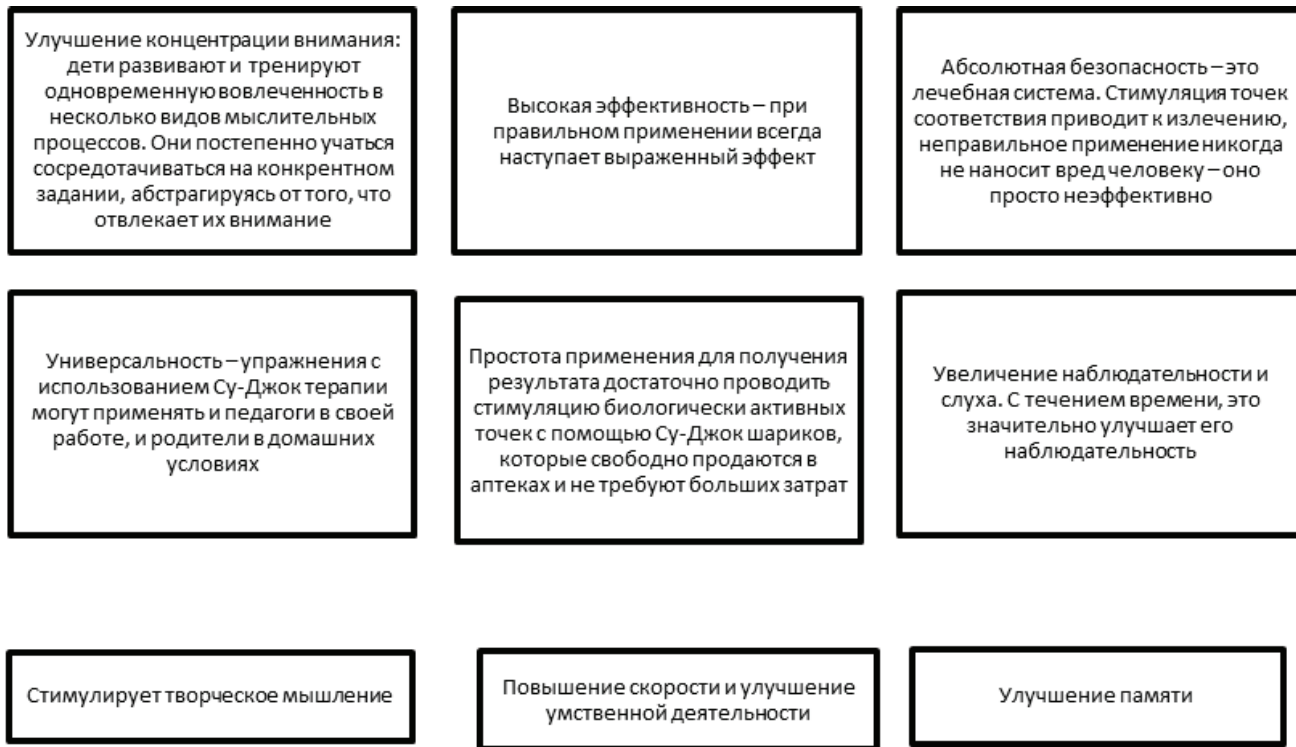 Улучшение концентрации внимания:
дети развивают и тренируют
одновременную вовлеченность в
несколько видов мыслительных
процессов. Они постепенно учаться
сосредотачиваться на конкрентном
задании, абстрагируясь от того, что
отвлекает их внимание
Высокая эффективность – при
правильном применении всегда
наступает выраженный эффект
Абсолютная безопасность – это
лечебная система. Стимуляция точек
соответствия приводит к излечению,
неправильное применение никогда
не наносит вред человеку – оно
просто неэффективно
Универсальность – упражнения с
использованием Су-Джок терапии
могут применять и педагоги в своей
работе, и родители в домашних
условиях
Простота применения для получения
результата достаточно проводить
стимуляцию биологически активных
точек с помощью Су-Джок шариков,
которые свободно продаются в
аптеках и не требуют больших затрат
Увеличение наблюдательности и
слуха. С течением времени, это
значительно улучшает его
наблюдательность
Стимулирует творческое мышление
Повышение скорости и улучшение
умственной деятельности
Улучшение памяти